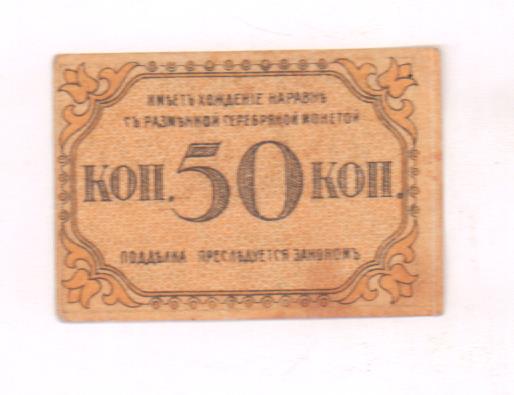 ИМѢЕТЪ ХОЖДЕНІЕ НАРАВНѢ
СЪ РАЗМѢННОЙ СЕРЕБРЯНОЙ МОНЕТОЙ
КОП. 50 КОП.
ПОДДѢЛКА ПРЕСЛѢДУЕТСЯ ЗАКОНОМЪ